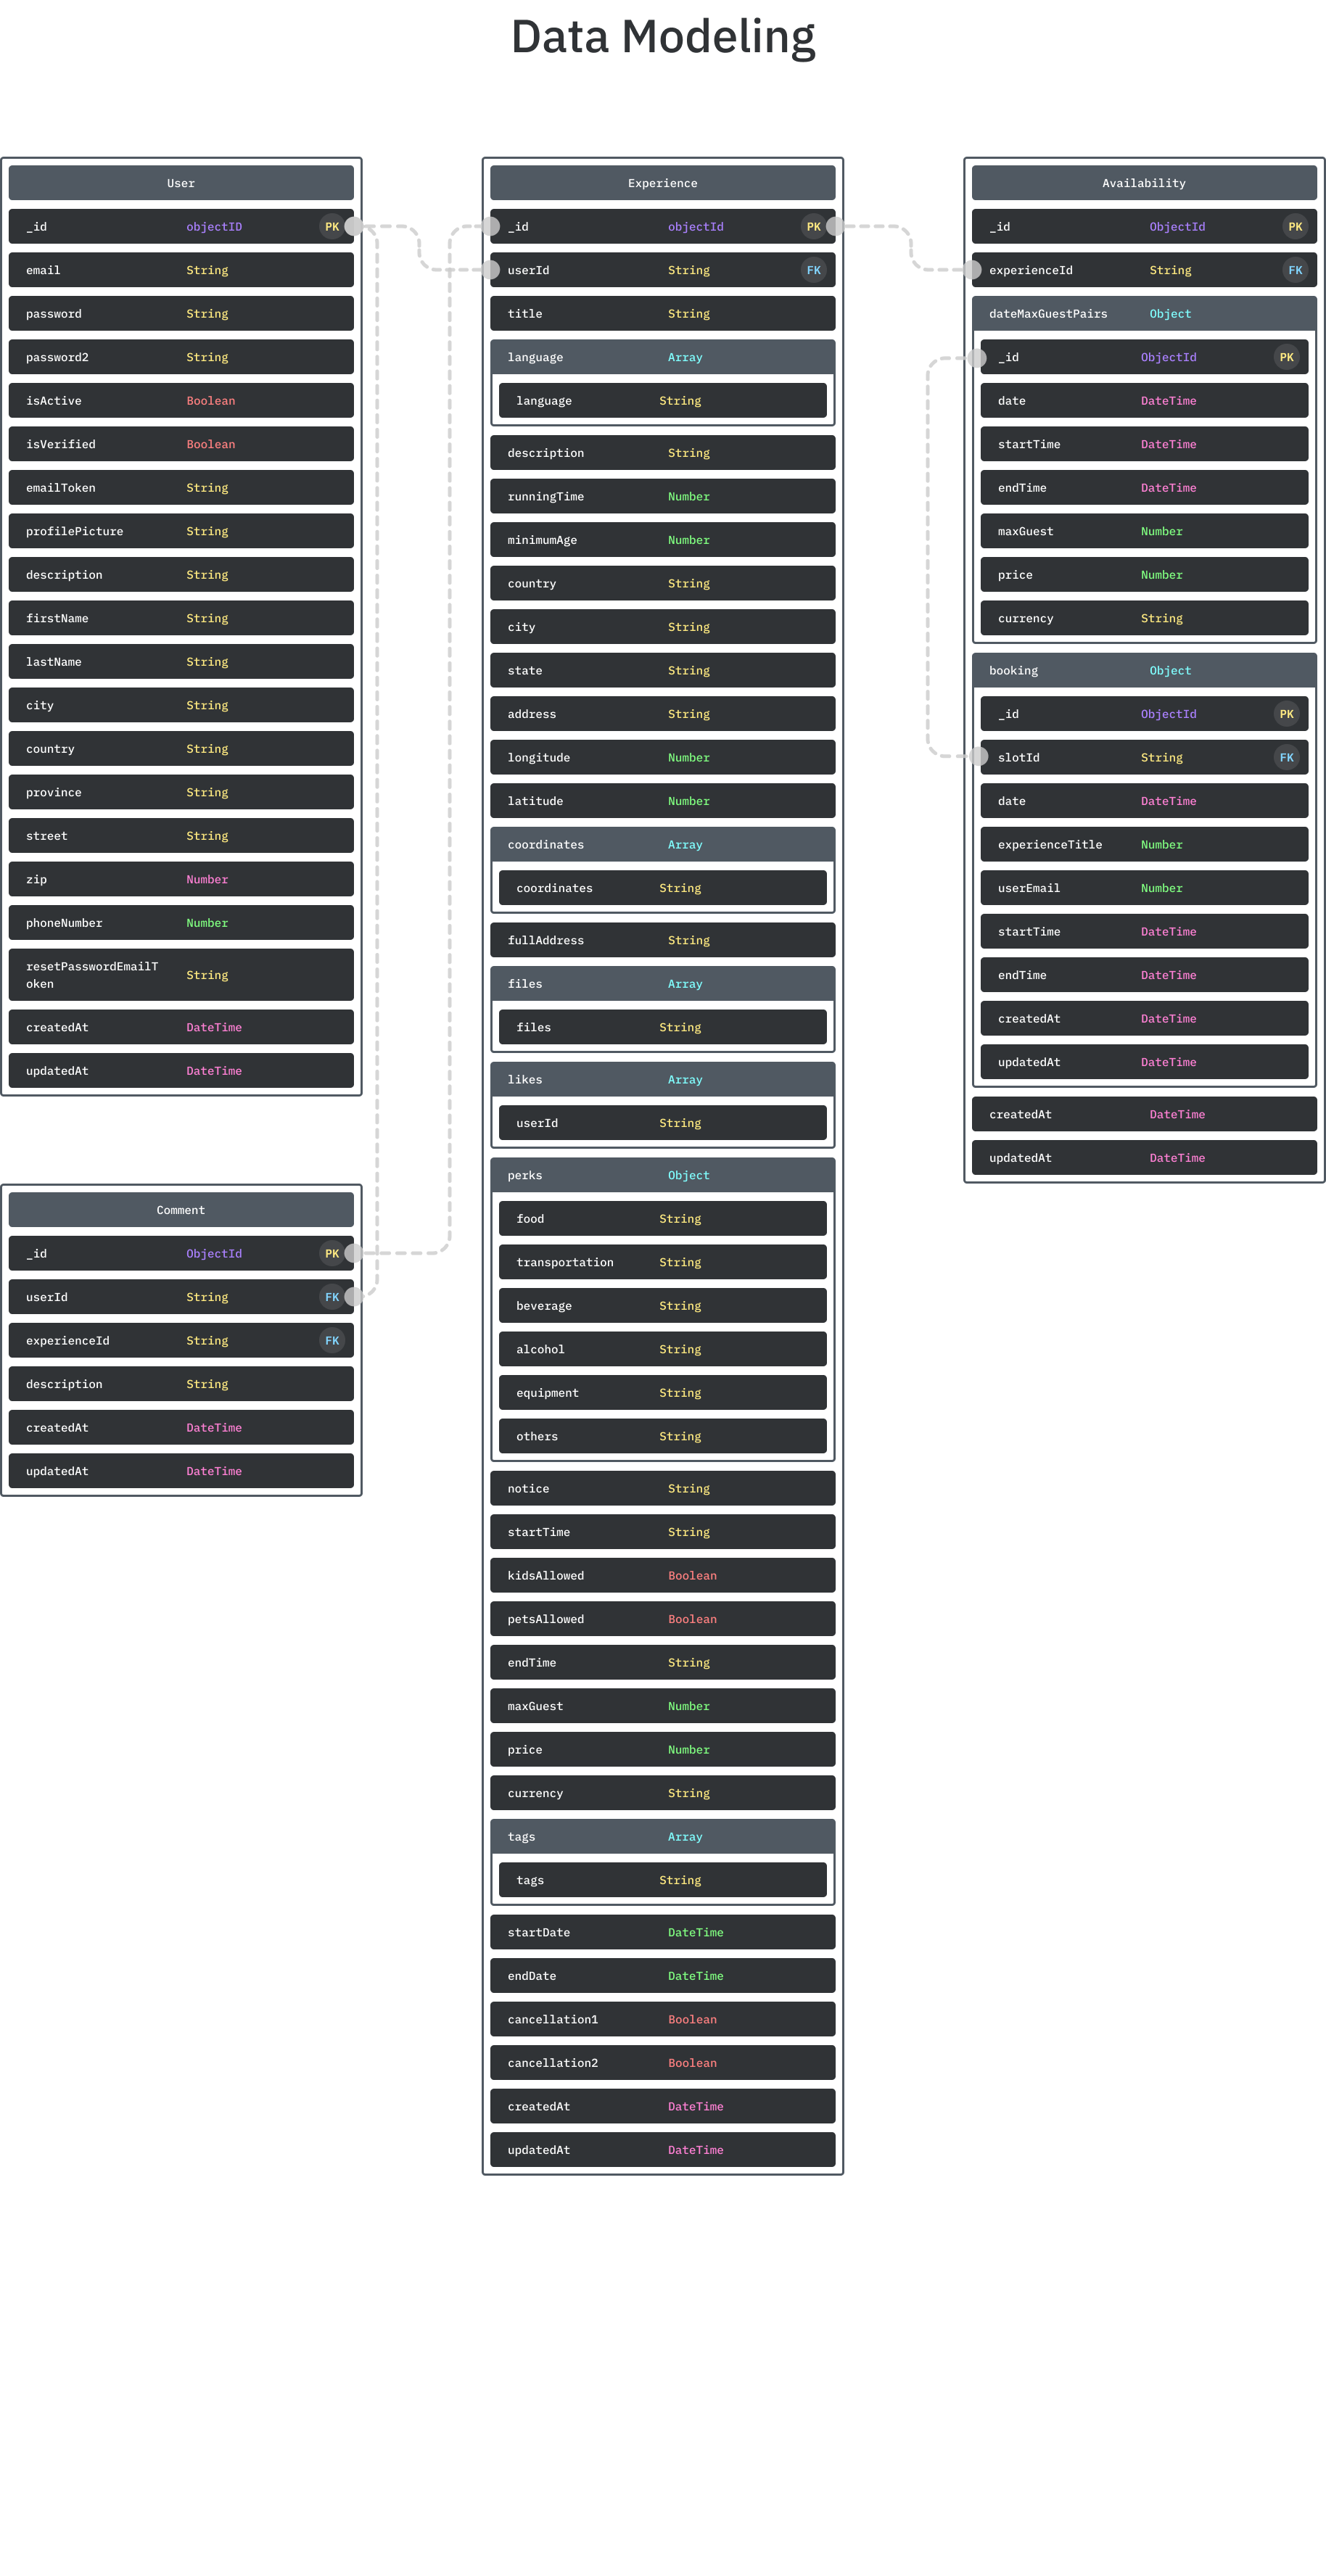 Data Modeling
User
_id objectID PK
email String
password String
password2 String
isActive Boolean
isVerified Boolean
emailToken String
profilePicture String
description String
firstName String
lastName String
city String
country String
province String
street String
zip Number
phoneNumber Number
resetPasswordEmailT
oken String
createdAt DateTime
updatedAt DateTime
Comment
_id ObjectId PK
userId String FK
experienceId String FK
description String
createdAt DateTime
updatedAt DateTime
Experience
_id objectId PK
userId String FK
title String
language Array
language String
description String
runningTime Number
minimumAge Number
country String
city String
state String
address String
longitude Number
latitude Number
coordinates Array
coordinates String
fullAddress String
files Array
files String
likes Array
userId String
perks Object
food String
transportation String
beverage String
alcohol String
equipment String
others String
notice String
startTime String
kidsAllowed Boolean
petsAllowed Boolean
endTime String
maxGuest Number
price Number
currency String
tags Array
tags String
startDate DateTime
endDate DateTime
cancellation1 Boolean
cancellation2 Boolean
createdAt DateTime
updatedAt DateTime
Availability
_id ObjectId PK
experienceId String FK
dateMaxGuestPairs Object
_id ObjectId PK
date DateTime
startTime DateTime
endTime DateTime
maxGuest Number
price Number
currency String
booking Object
_id ObjectId PK
slotId String FK
date DateTime
experienceTitle Number
userEmail Number
startTime DateTime
endTime DateTime
createdAt DateTime
updatedAt DateTime
createdAt DateTime
updatedAt DateTime